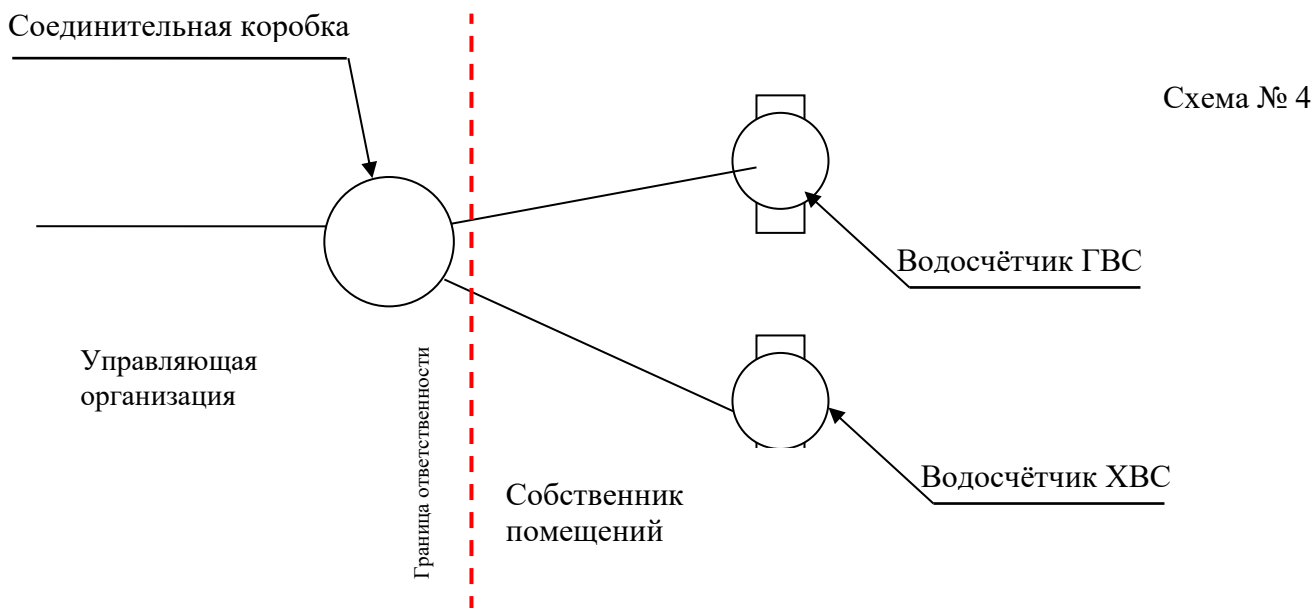 Соединительная коробка
Схема № 4
Водосчётчик ГВС
Управляющая
организация
Граница ответственности
Водосчётчик ХВС
Собственник
помещений